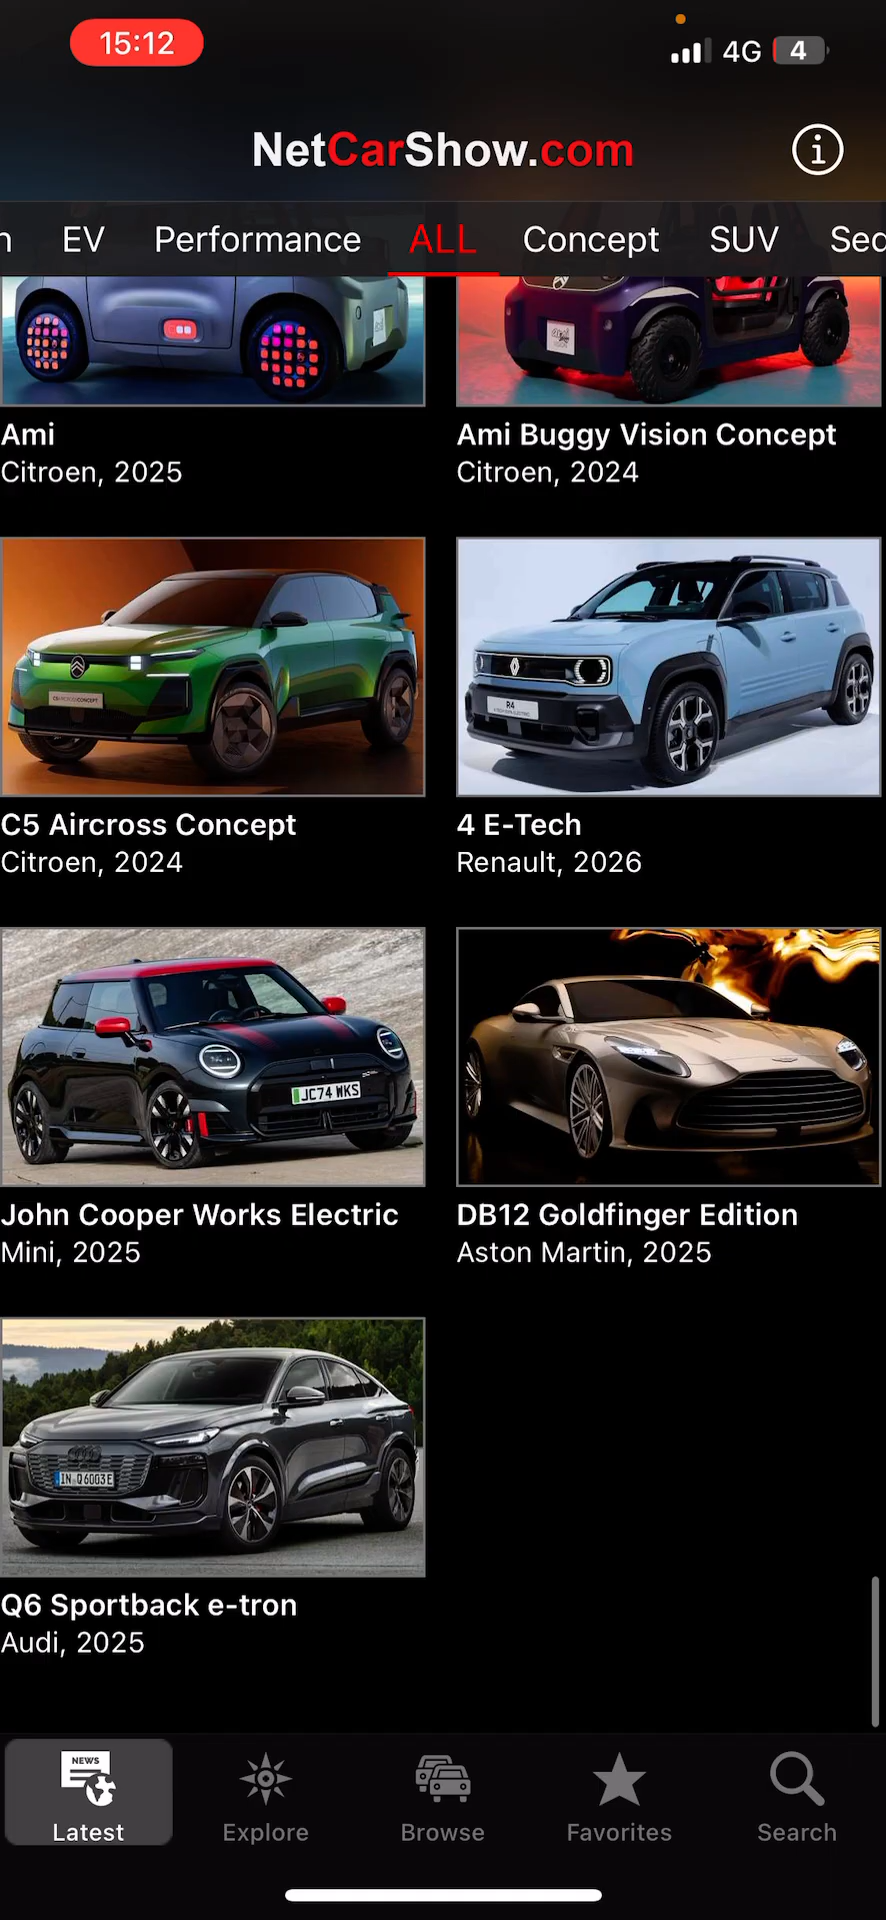 15:12
4G 4
NetCarShow.com
EV Performance ALL Concept SUV Sed
Ami
Citroen, 2025
Ami Buggy Vision Concept
Citroen, 2024
C5 Aircross Concept
Citroen, 2024
R4
4 E-Tech
Renault, 2026
JC74 WKS
John Cooper Works Electric
Mini, 2025
DB12 Goldfinger Edition
Aston Martin, 2025
IN Q6003E
Q6 Sportback e-tron
Audi, 2025
NEWS
Latest Explore Browse Favorites Search